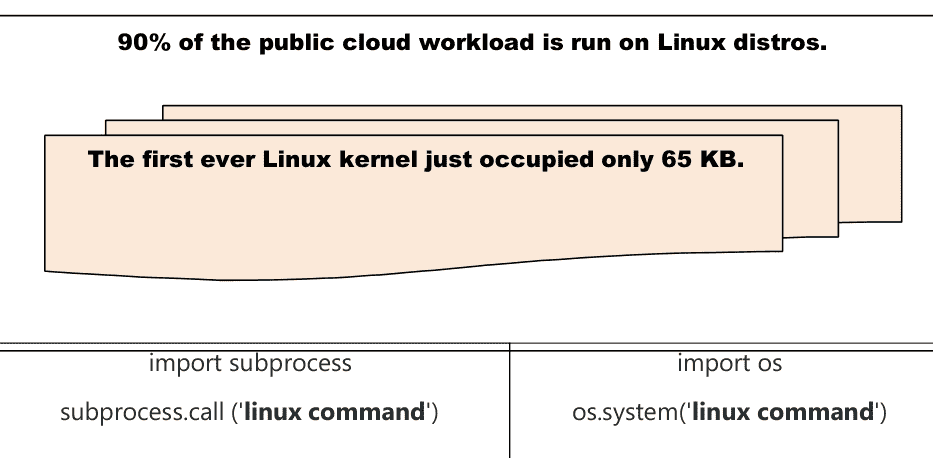 90% of the public cloud workload is run on Linux distros.
The first ever Linux kernel just occupied only 65 KB.
import subprocess
subprocess.call ('linux command')
import os
os.system('linux command')